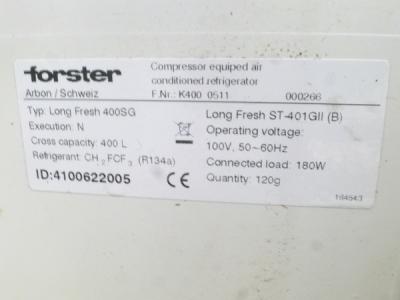 forster
Arbon / Schweiz
Compressor equiped air
conditioned refrigerator
F.Nr.: K400 0511 000266
Typ: Long Fresh 400SG
Execution: N
Cross capacity: 400 L
Refrigerant: CH2FCF3 (R134a)
ID:4100622005
CE
Long Fresh ST-401GII (B)
Operating voltage:
100V, 50~60Hz
Connected load: 180W
Quantity: 120g